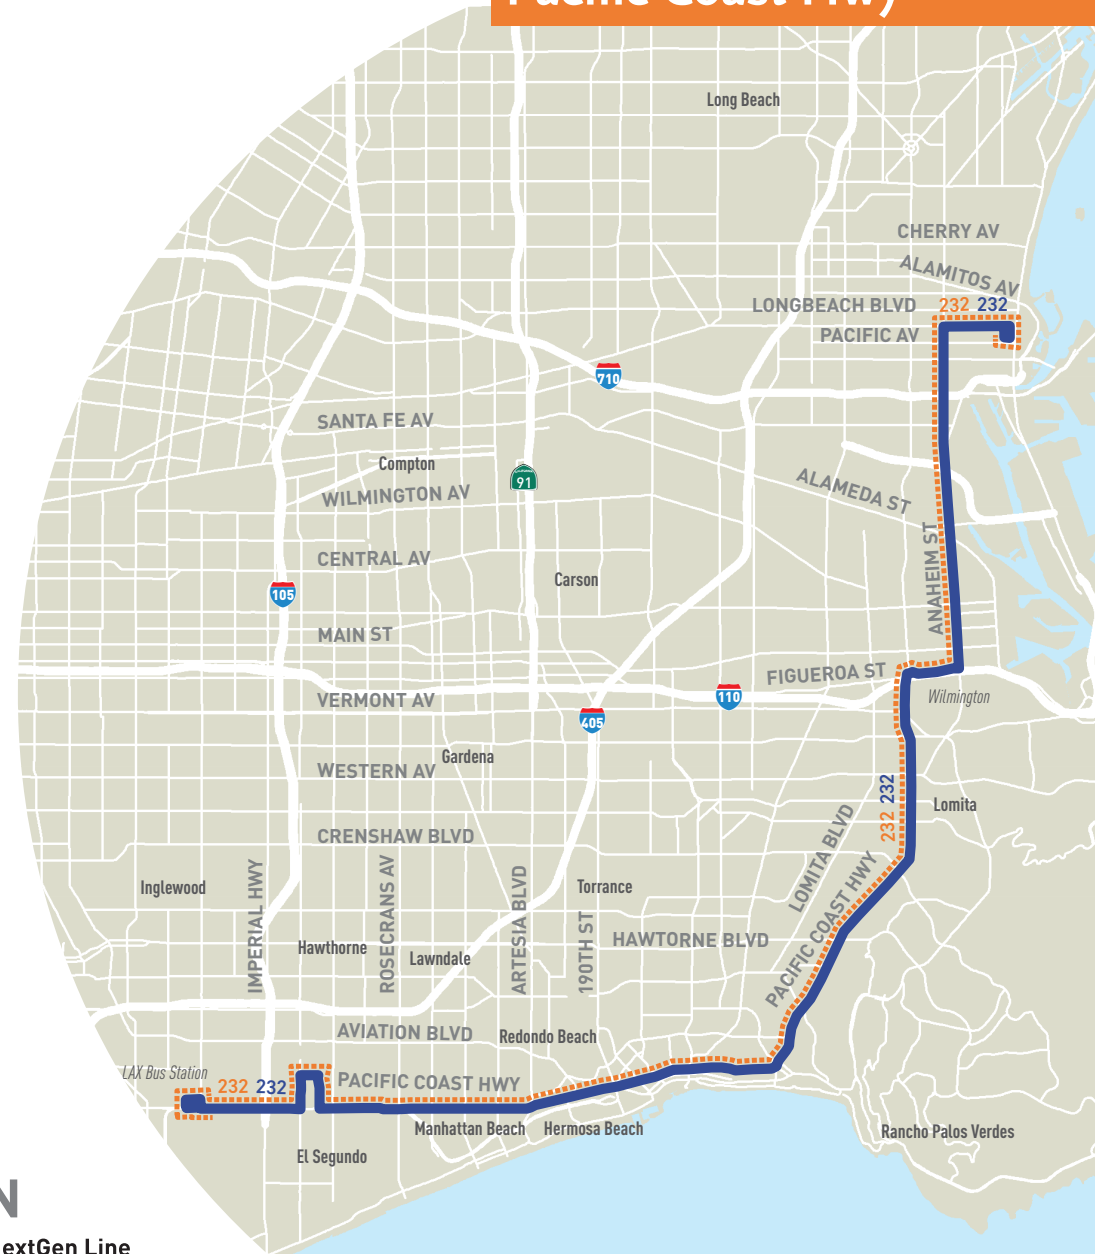 Long Beach
CHERRY AV
ALAMITOS AV
LONGBEACH BLVD
232 232
PACIFIC AV
710
SANTA FE AV
Compton
91
WILMINGTON AV
ALAMEDA ST
CENTRAL AV
ANAHEIM ST
Carson
105
MAIN ST
FIGUEROA ST
VERMONT AV
110
Wilmington
405
Gardena
WESTERN AV
232 232
Lomita
CRENSHAW BLVD
LOMITA BLVD
PACIFIC COAST HWY
Inglewood
IMPERIAL HWY
ROSECRANS AV
ARTESIA BLVD
Torrance
190TH ST
HAWTORNE BLVD
Hawthorne
Lawndale
AVIATION BLVD
Redondo Beach
LAX Bus Station
232 232
PACIFIC COAST HWY
Manhattan Beach
Hermosa Beach
Rancho Palos Verdes
El Segundo
N
extGen Line